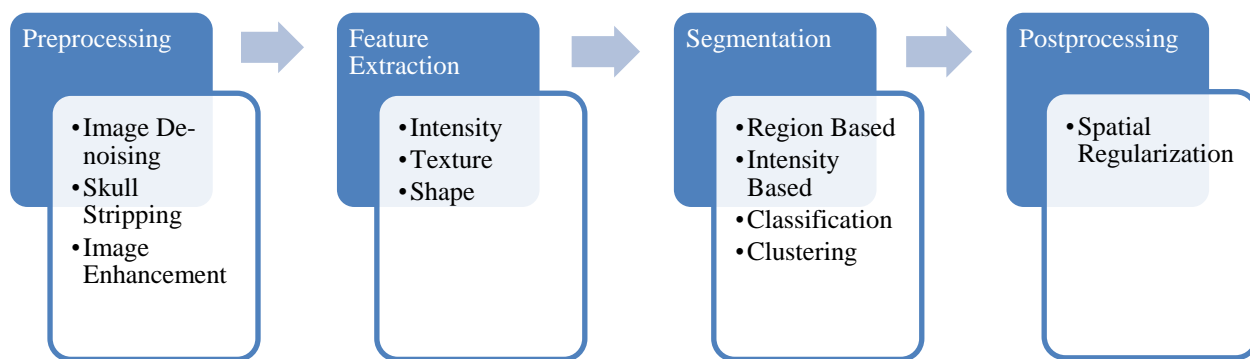 Preprocessing
•Image De-
noising
•Skull
Stripping
•Image
Enhancement
Feature
Extraction
•Intensity
•Texture
•Shape
Segmentation
•Region Based
•Intensity
Based
•Classification
•Clustering
Postprocessing
•Spatial
Regularization